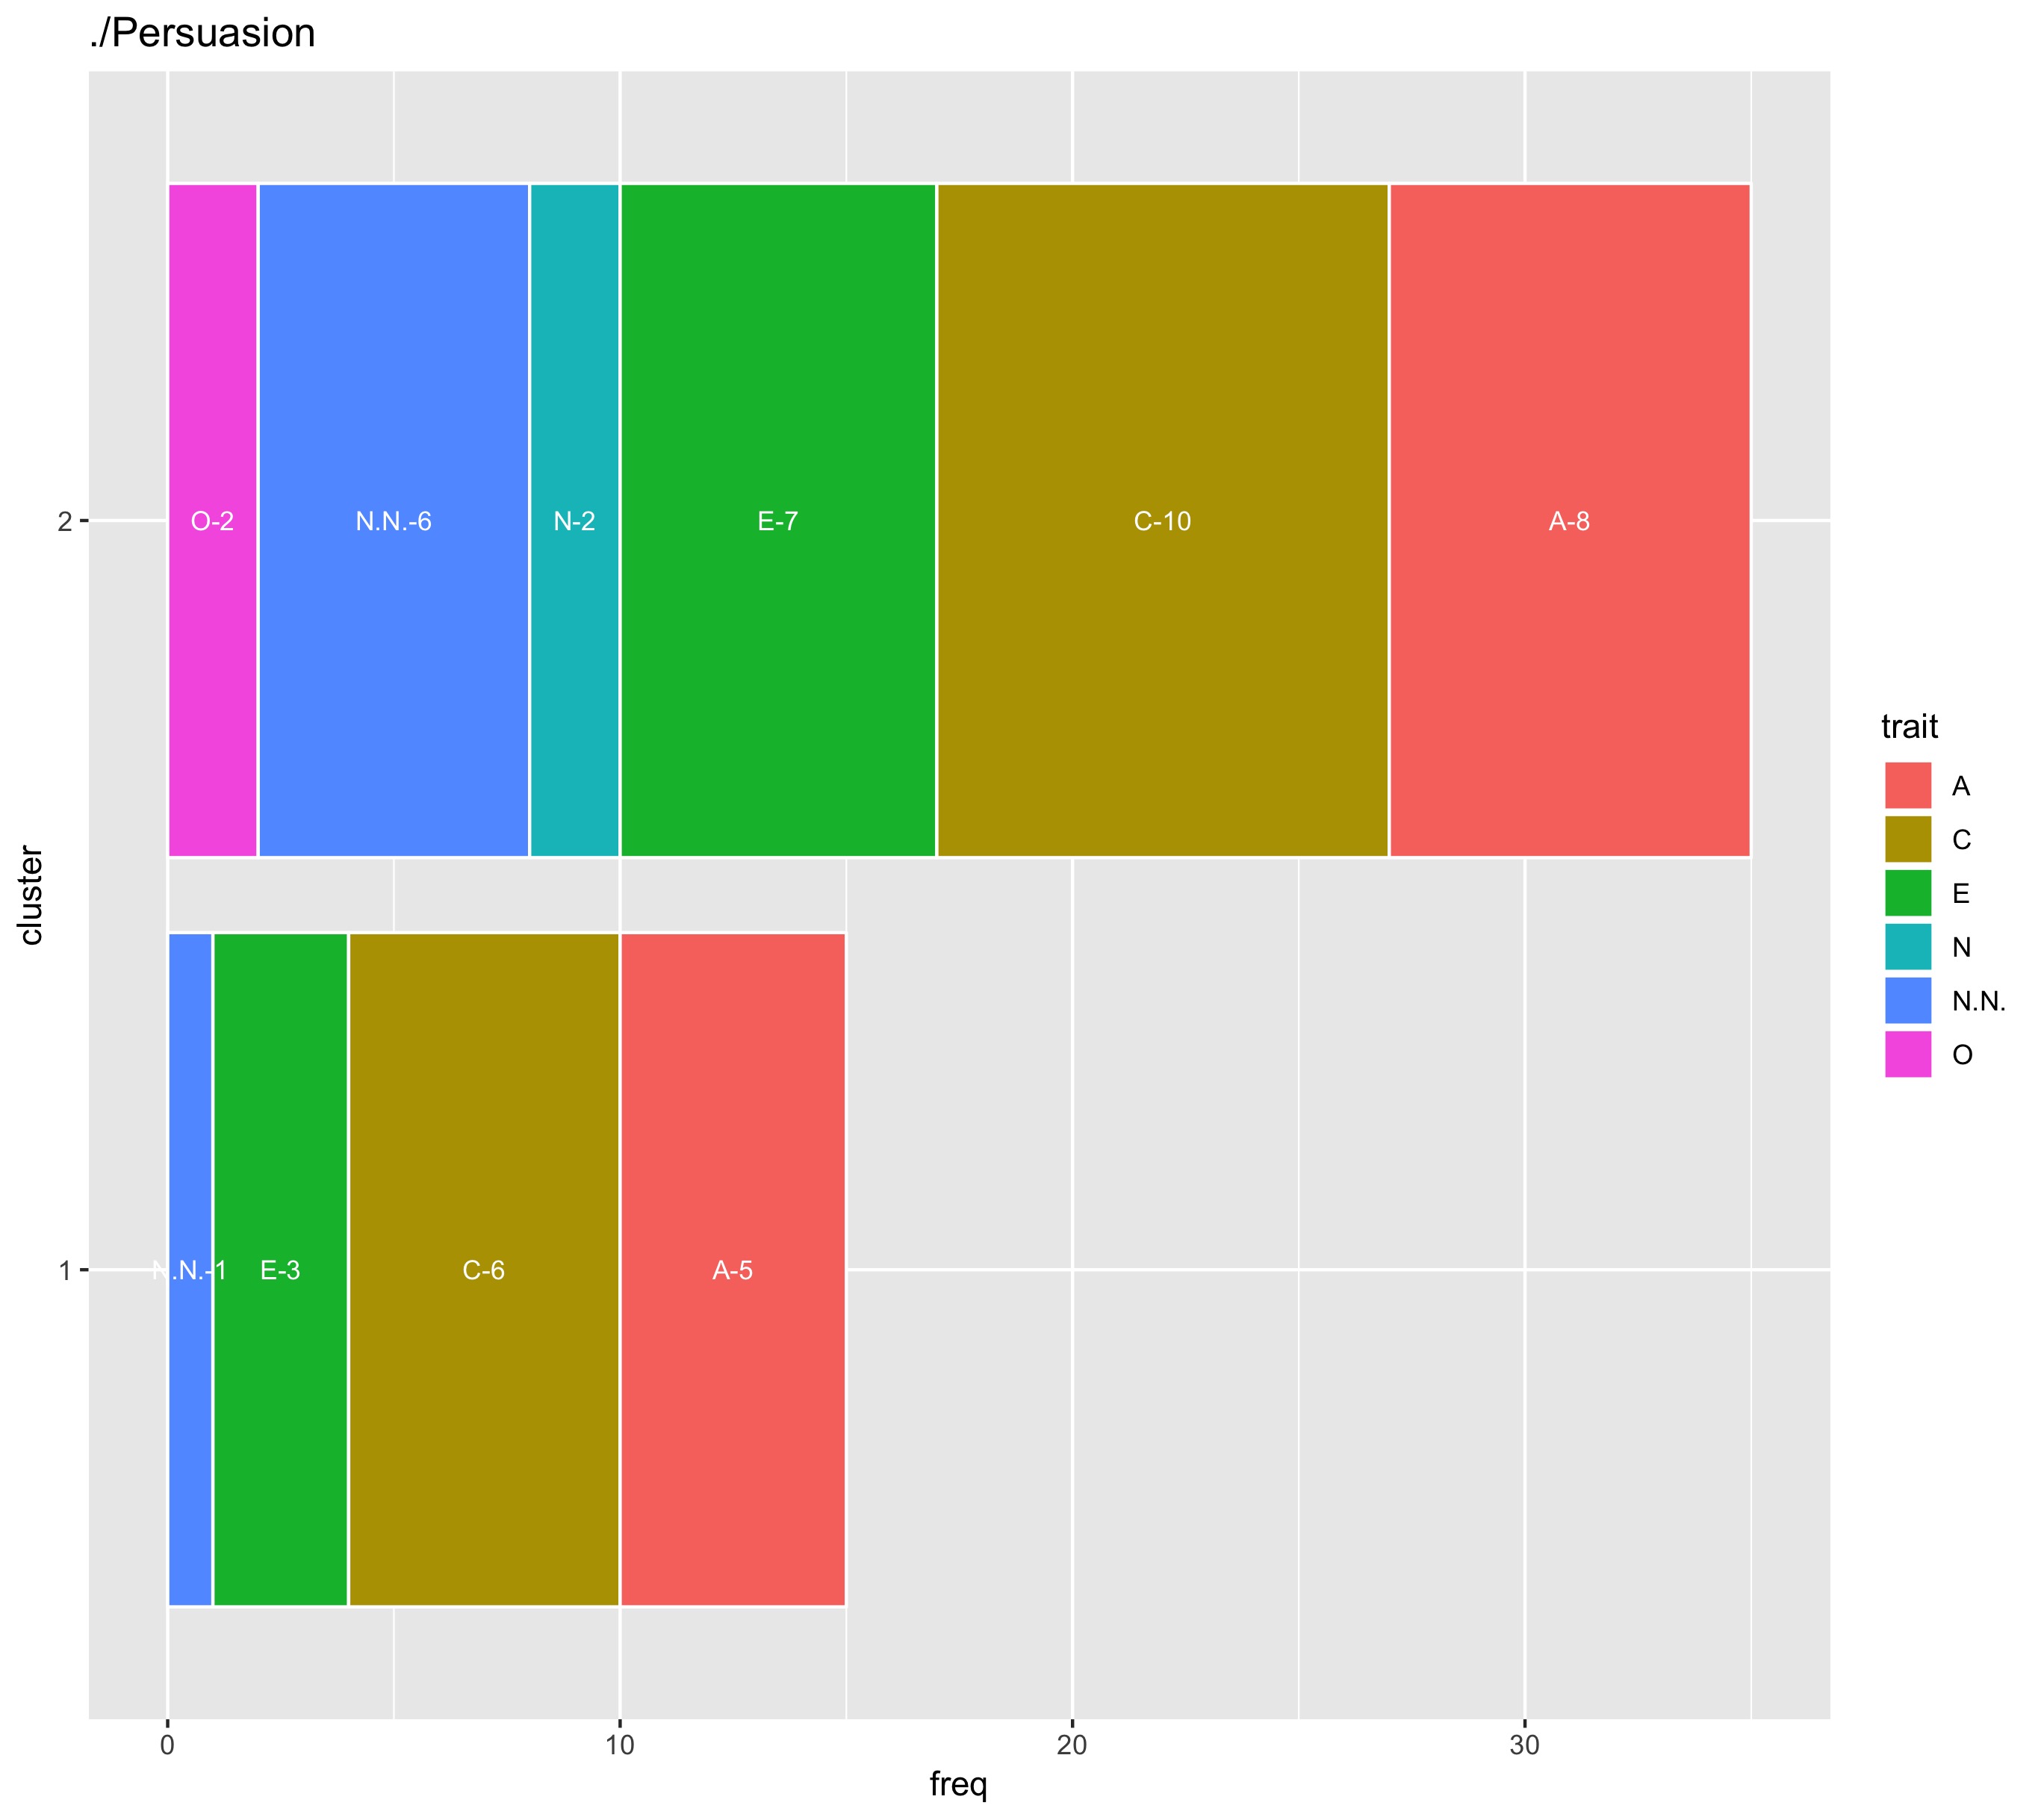 ./Persuasion
2
O-2 N.N.-6 N-2 E-7 C-10 A-8
cluster
1
N.N.-1 E-3 C-6 A-5
0 10 20 30
freq
trait
A
C
E
N
N.N.
O